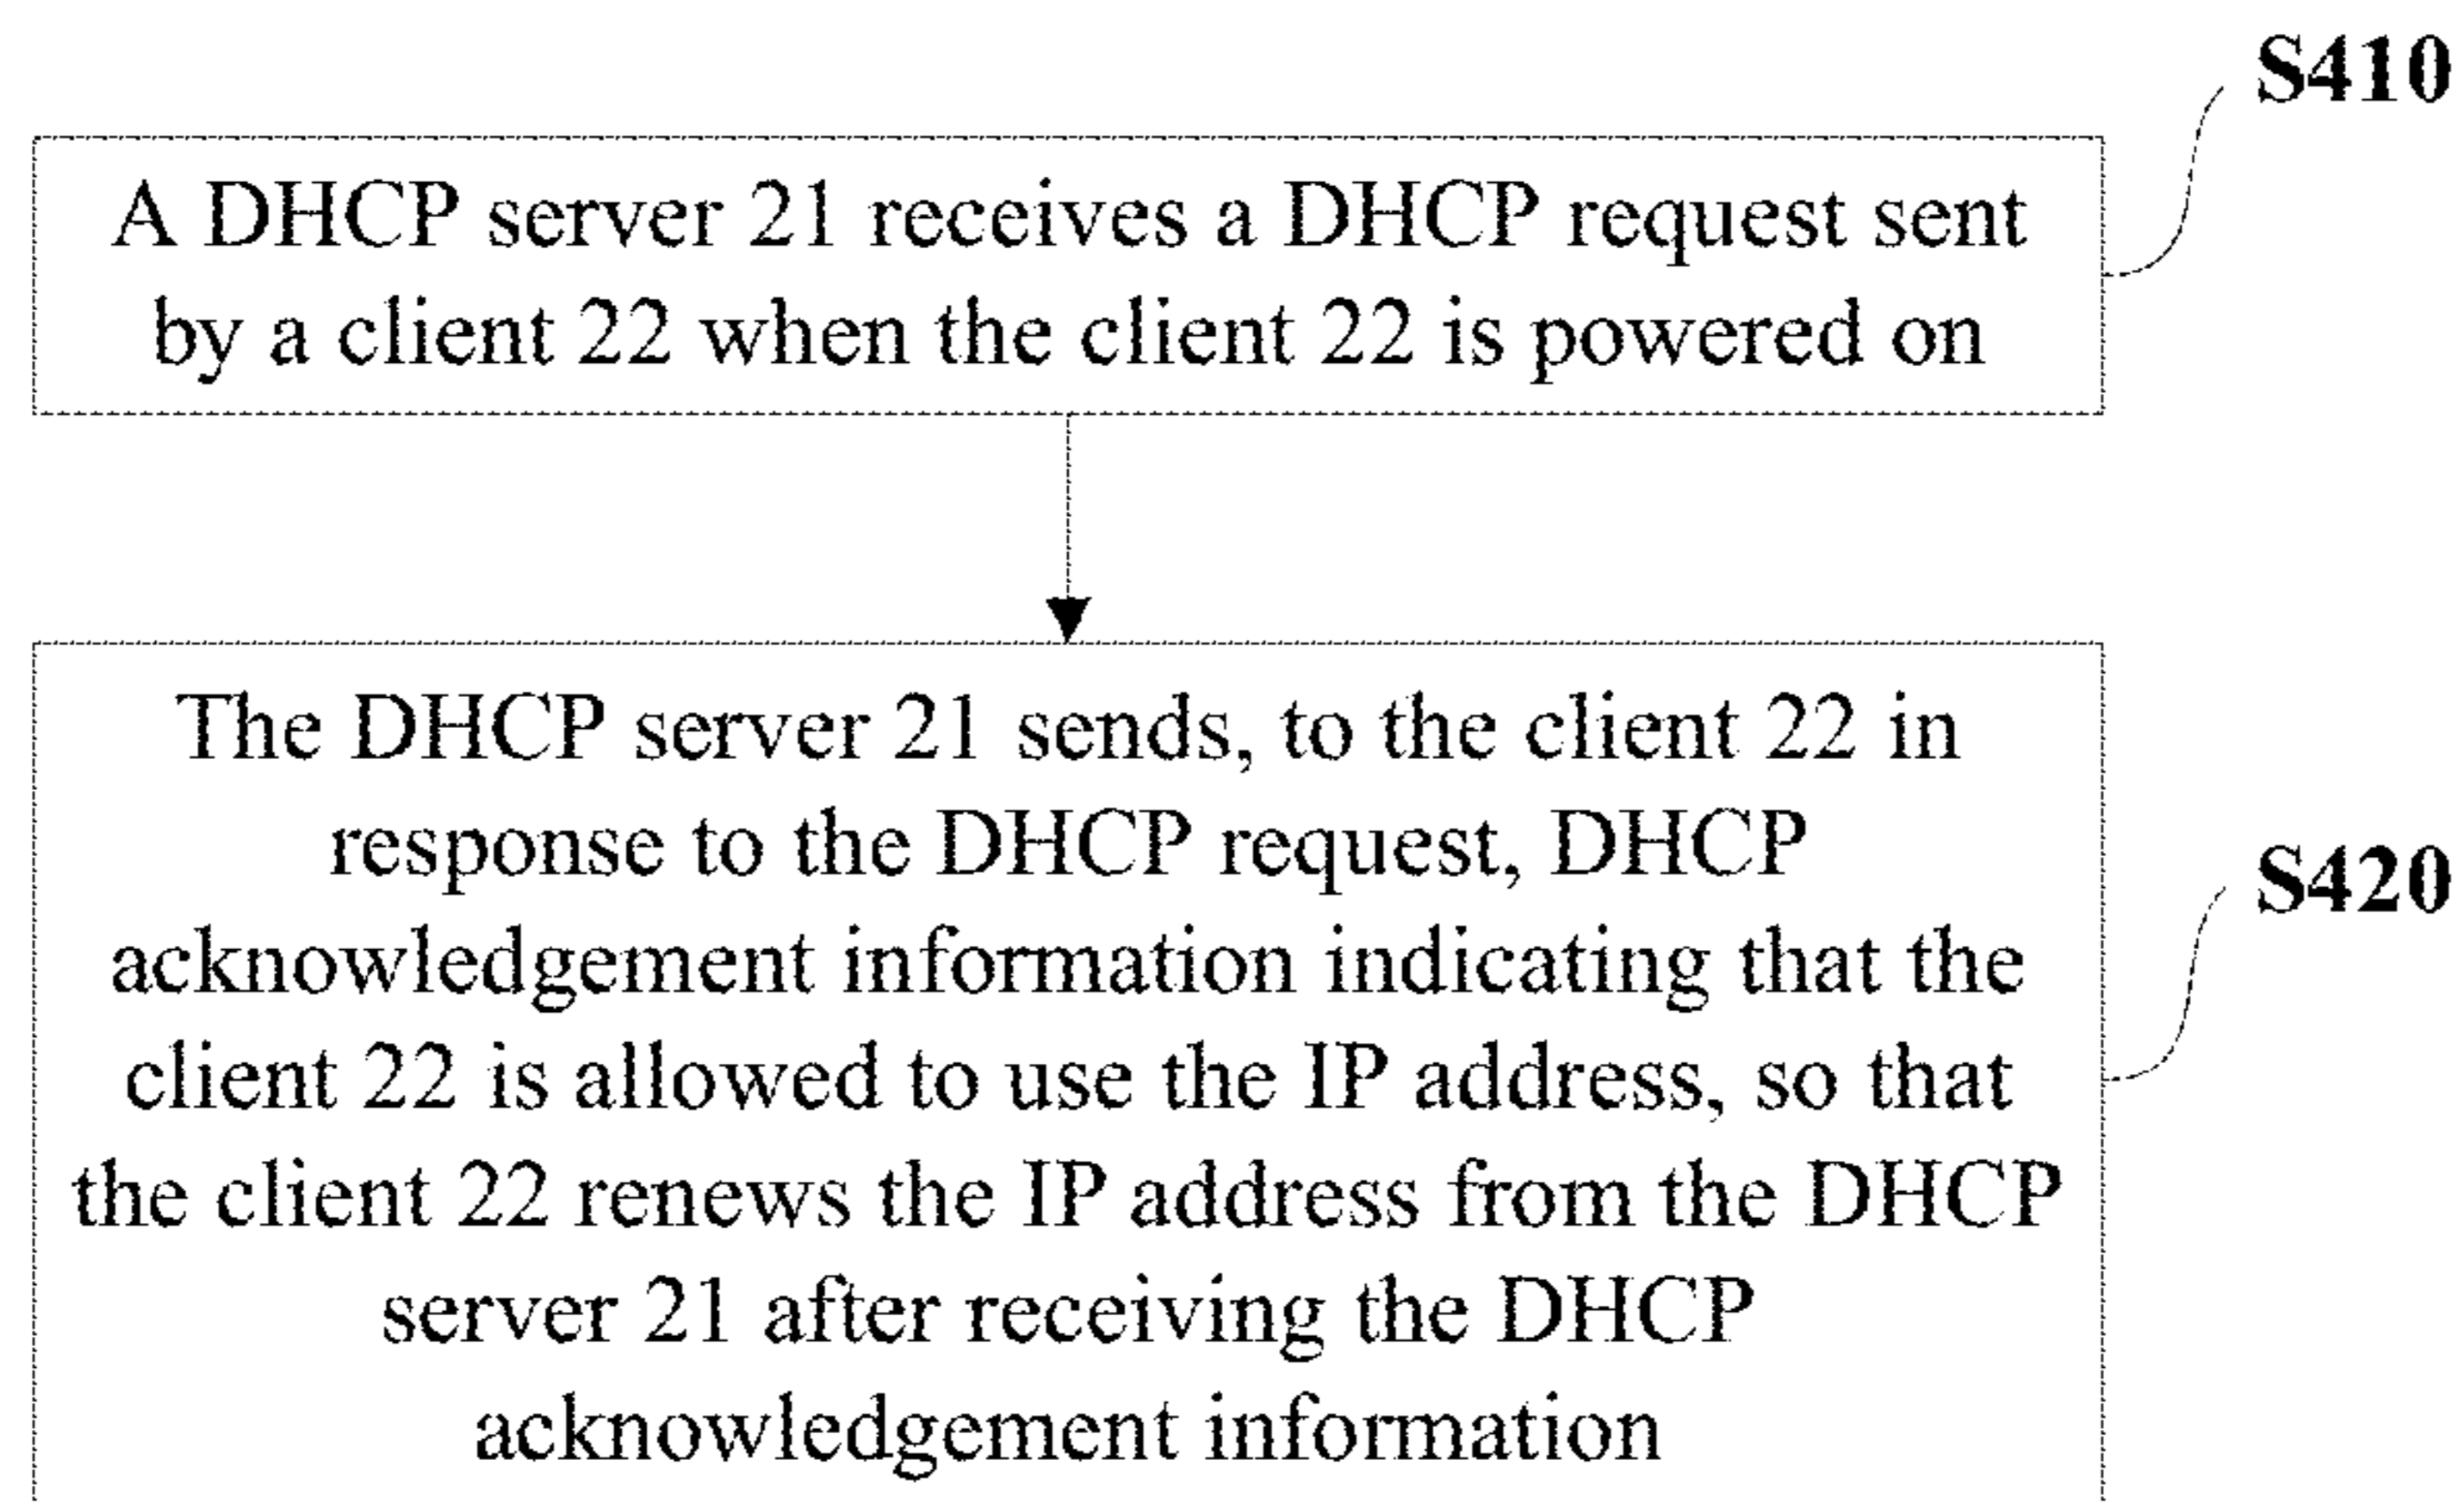 S410
A DHCP server 21 receives a DHCP request sent
by a client 22 when the client 22 is powered on
The DHCP server 21 sends, to the client 22 in
response to the DHCP request, DHCP
acknowledgement information indicating that the
client 22 is allowed to use the IP address, so that
the client 22 renews the IP address from the DHCP
server 21 after receiving the DHCP
acknowledgement information
S420